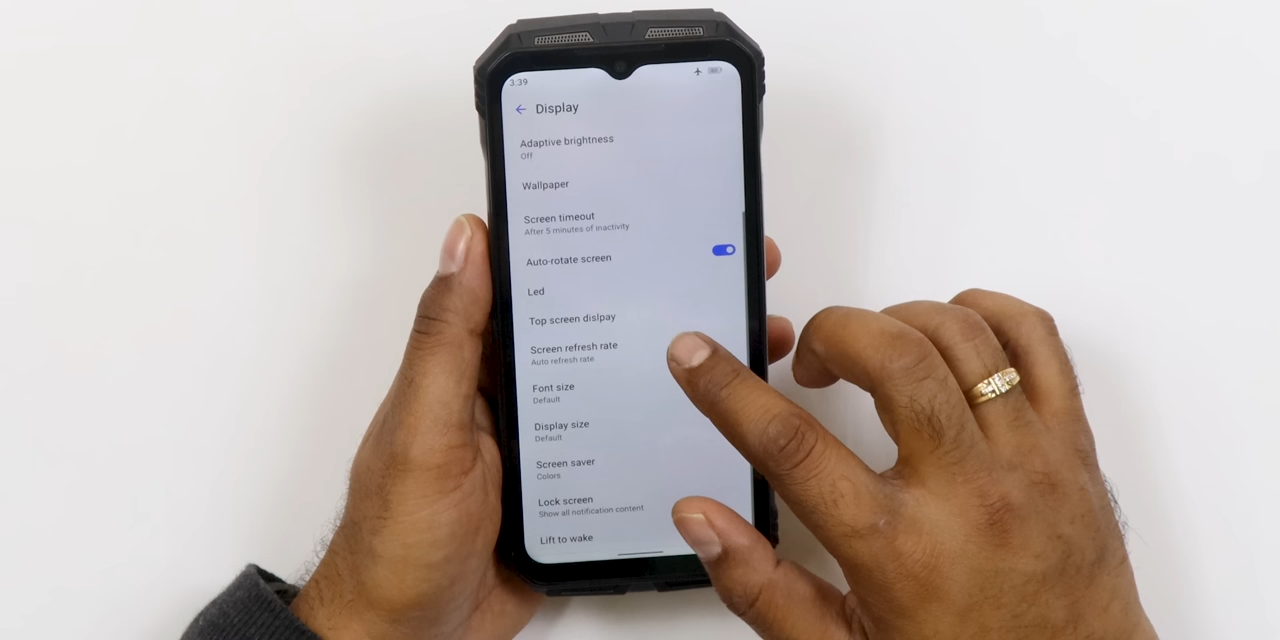 3:39
Display
Adaptive brightness
Off
Wallpaper
Screen timeout
After 5 minutes of inactivity
Auto-rotate screen
Led
Top screen dislpay
Screen refresh rate
Auto refresh rate
Font size
Default
Display size
Default
Screen saver
Colors
Lock screen
Show all notification content
Lift to wake